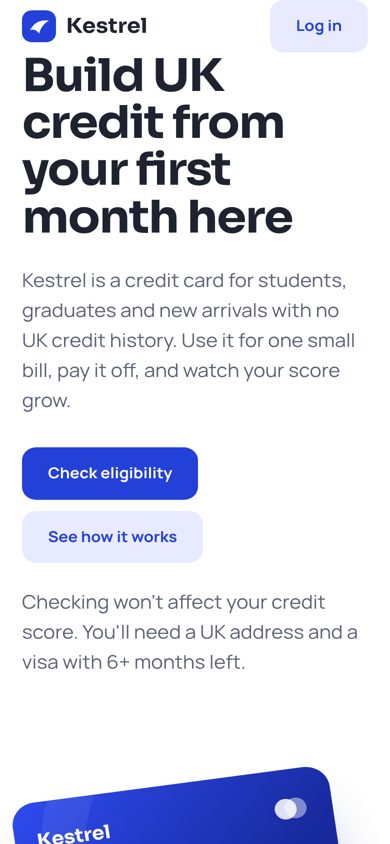 Kestrel
Log in
Build UK
credit from
your first
month here
Kestrel is a credit card for students,
graduates and new arrivals with no
UK credit history. Use it for one small
bill, pay it off, and watch your score
grow.
Check eligibility
See how it works
Checking won’t affect your credit
score. You'll need a UK address and a
visa with 6+ months left.
Kestrel